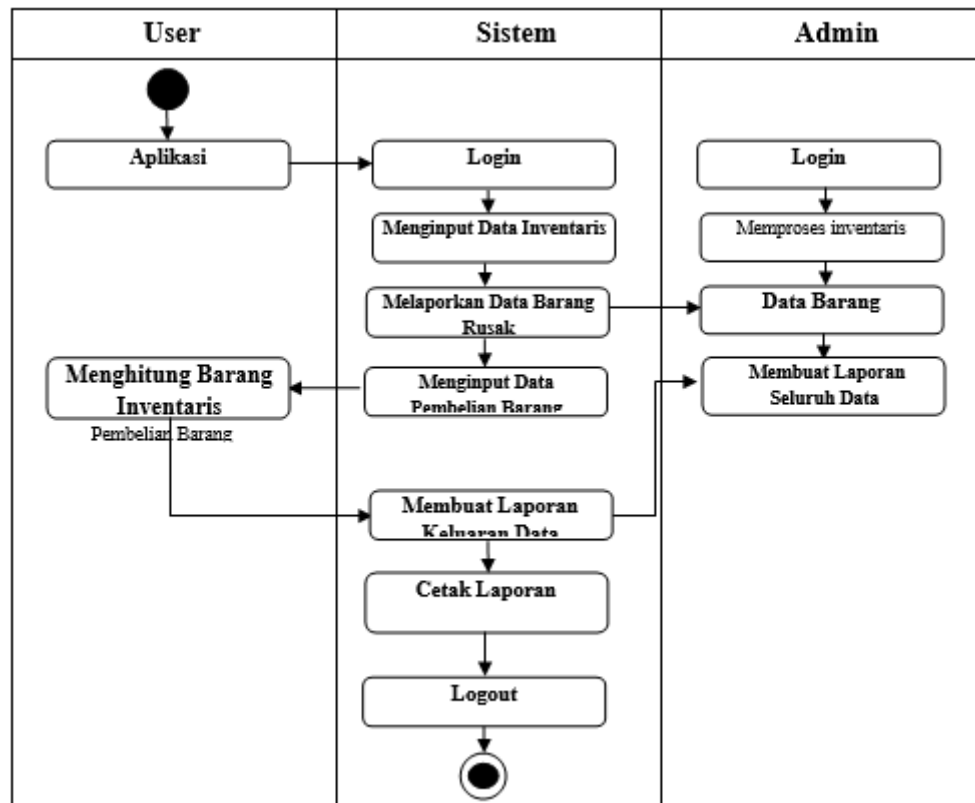 User
Sistem
Admin
Aplikasi
Login
Login
Menginput Data Inventaris
Memproses inventaris
Melaporkan Data Barang
Rusak
Data Barang
Menghitung Barang
Inventaris
Pembelian Barang
Menginput Data
Pembelian Barang
Membuat Laporan
Seluruh Data
Membuat Laporan
Keluaran Data
Cetak Laporan
Logout